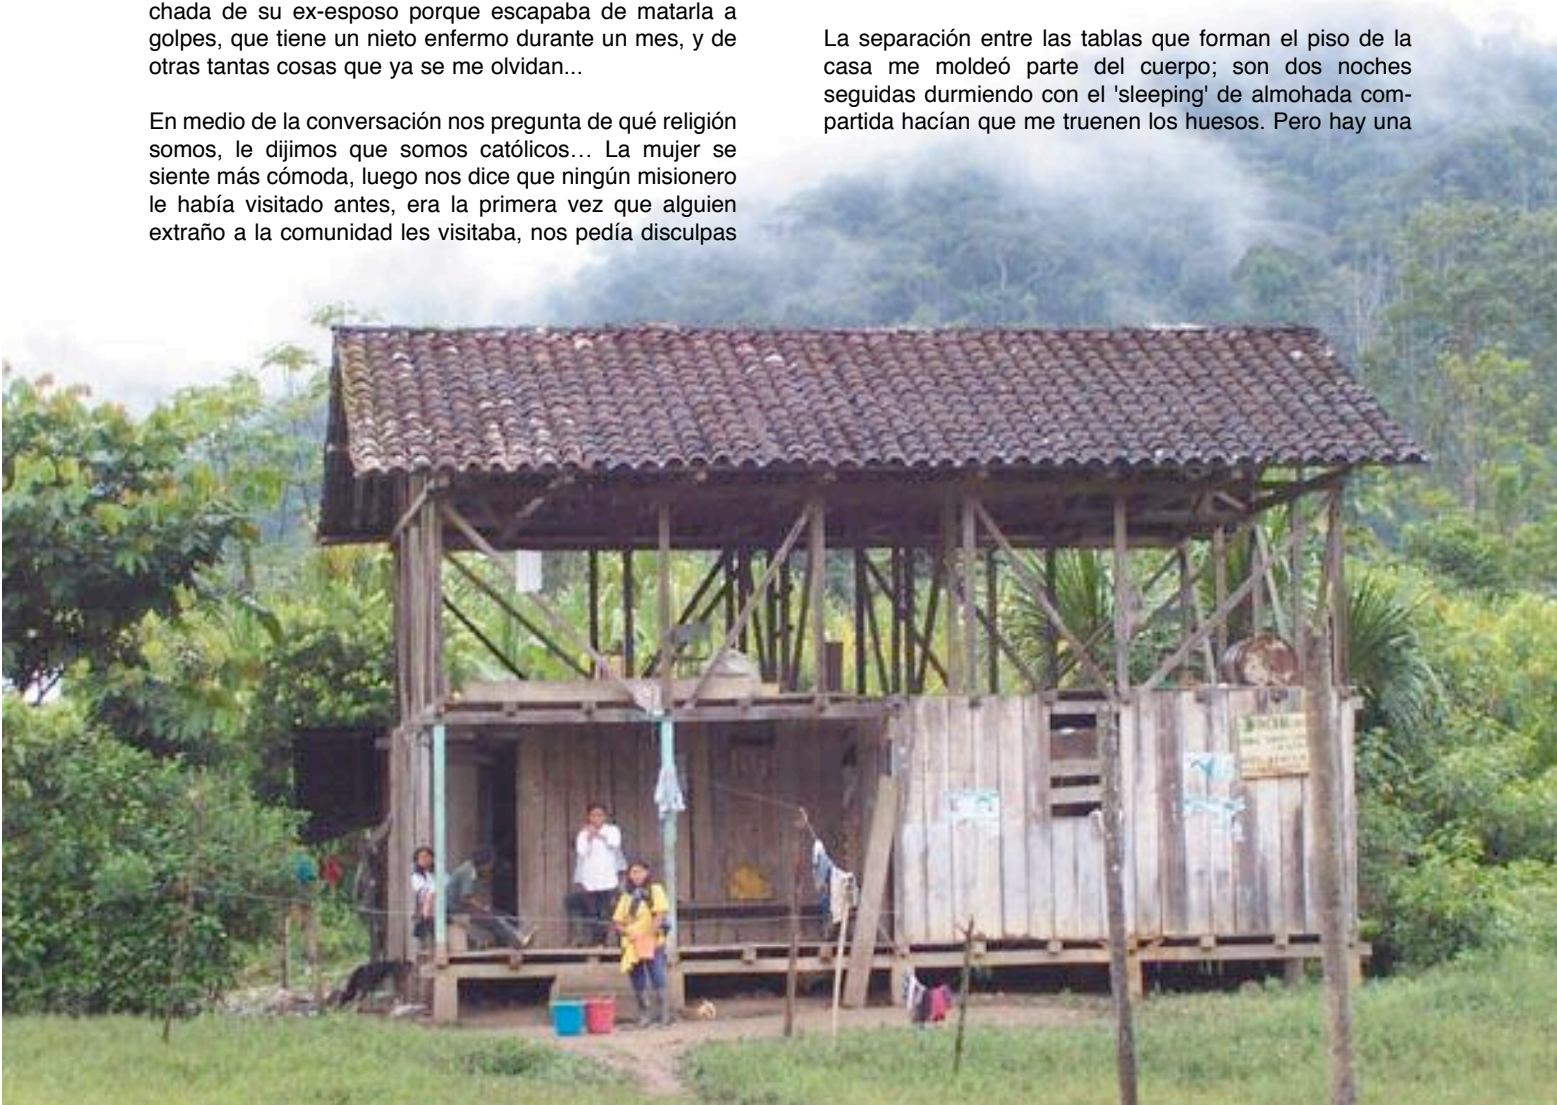 chada de su ex-esposo porque escapaba de matarla a
golpes, que tiene un nieto enfermo durante un mes, y de
otras tantas cosas que ya se me olvidan...
En medio de la conversación nos pregunta de qué religión
somos, le dijimos que somos católicos... La mujer se
siente más cómoda, luego nos dice que ningún misionero
le había visitado antes, era la primera vez que alguien
extraño a la comunidad les visitaba, nos pedía disculpas
La separación entre las tablas que forman el piso de la
casa me moldeó parte del cuerpo; son dos noches
seguidas durmiendo con el 'sleeping' de almohada com-
partida hacían que me truenen los huesos. Pero hay una